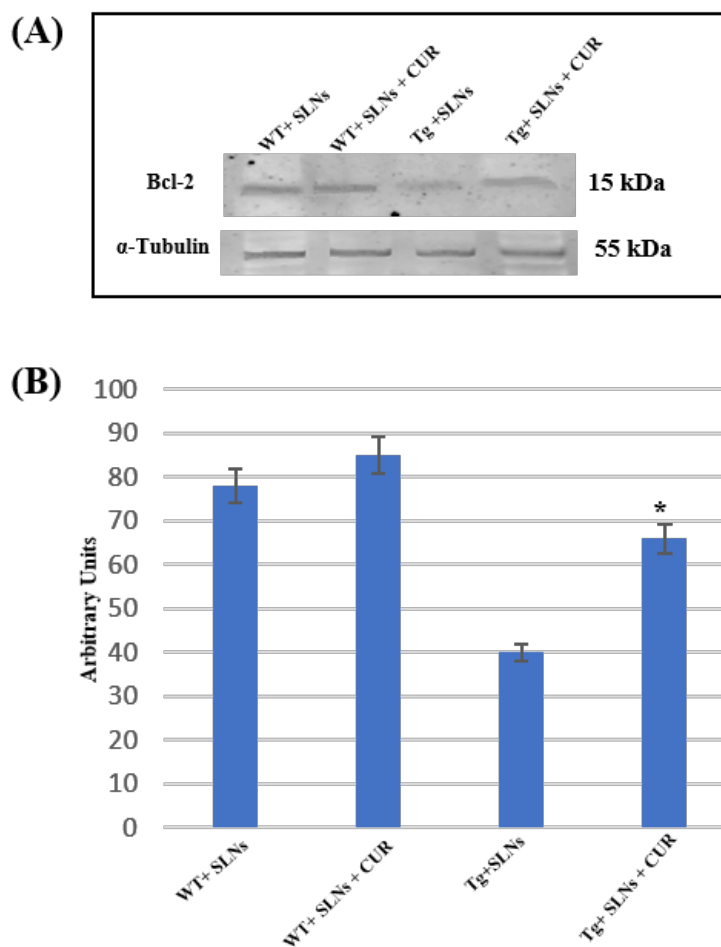 (A)
WT+ SLNs
WT+ SLNs + CUR
Tg +SLNs
Tg+ SLNs + CUR
Bcl-2
15 kDa
α-Tubulin
55 kDa
(B)
100
90
80
70
60
50
40
30
20
10
0
Arbitrary Units
*
WT+ SLNs
WT+ SLNs + CUR
Tg+SLNs
Tg+ SLNs + CUR